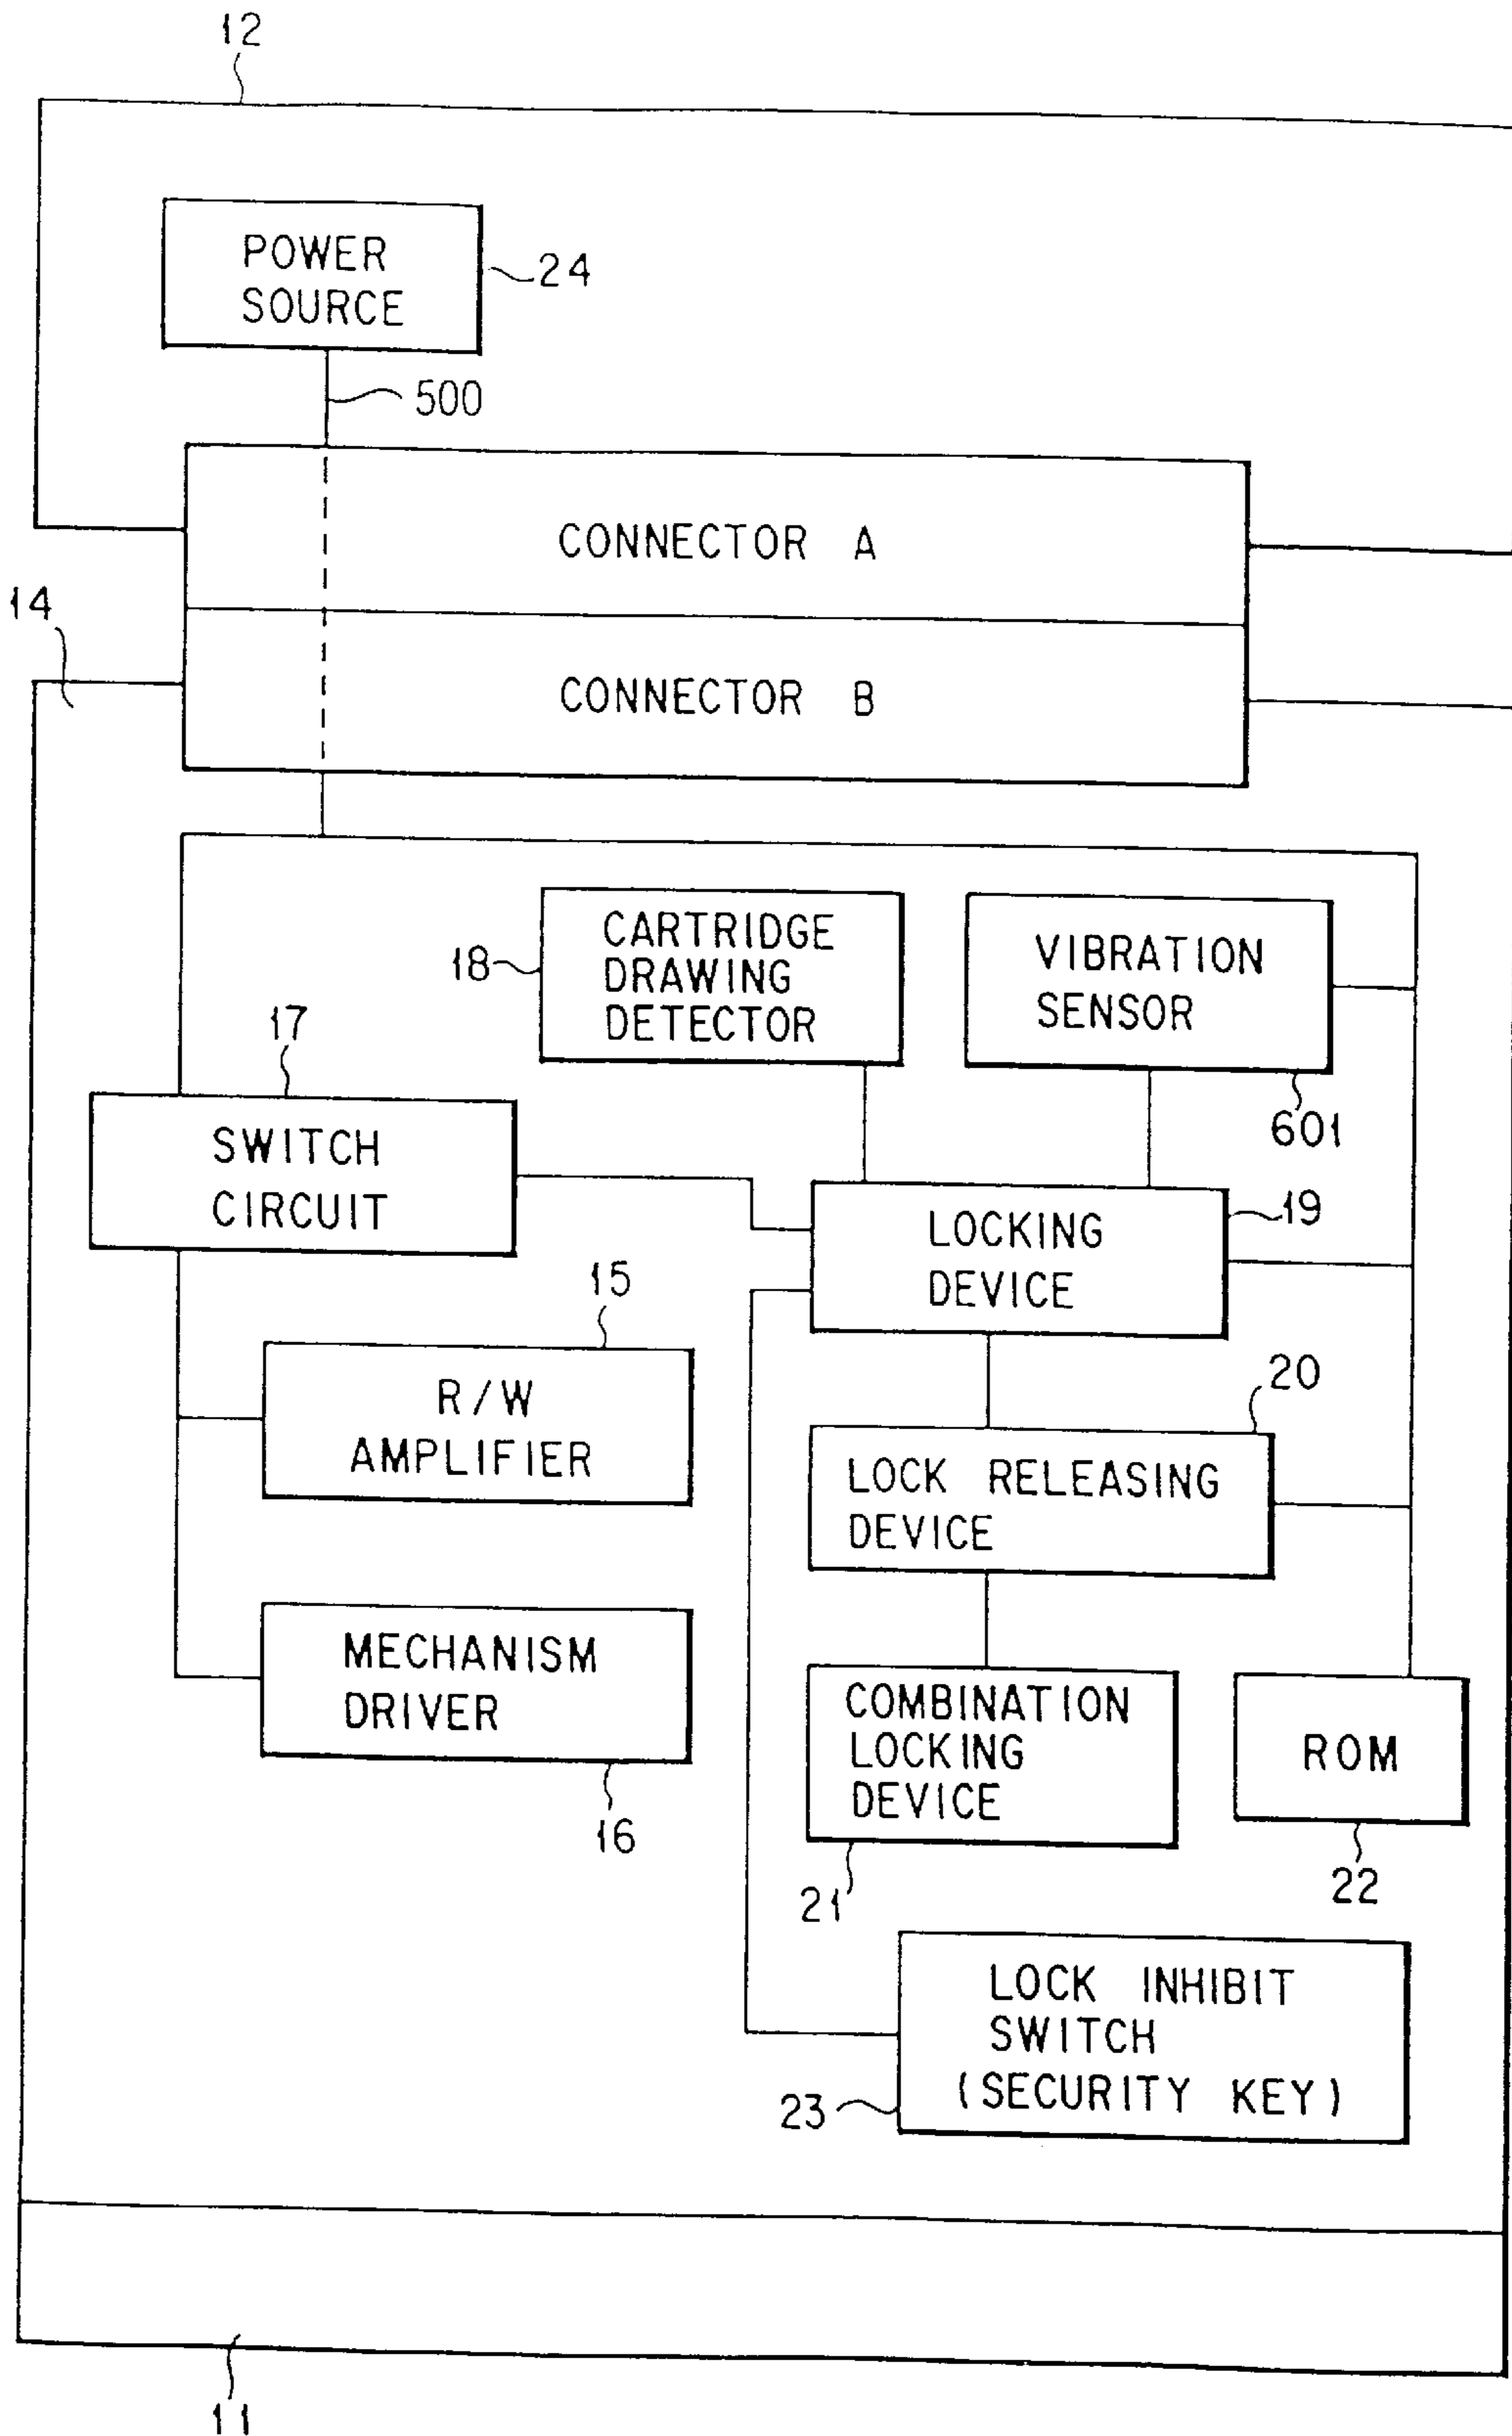 12
POWER
SOURCE
24
500
CONNECTOR A
14
CONNECTOR B
CARTRIDGE
DRAWING
DETECTOR
18
VIBRATION
SENSOR
601
17
SWITCH
CIRCUIT
LOCKING
DEVICE
19
15
R/W
AMPLIFIER
20
LOCK RELEASING
DEVICE
MECHANISM
DRIVER
16
COMBINATION
LOCKING
DEVICE
21
ROM
22
LOCK INHIBIT
SWITCH
(SECURITY KEY)
23
11